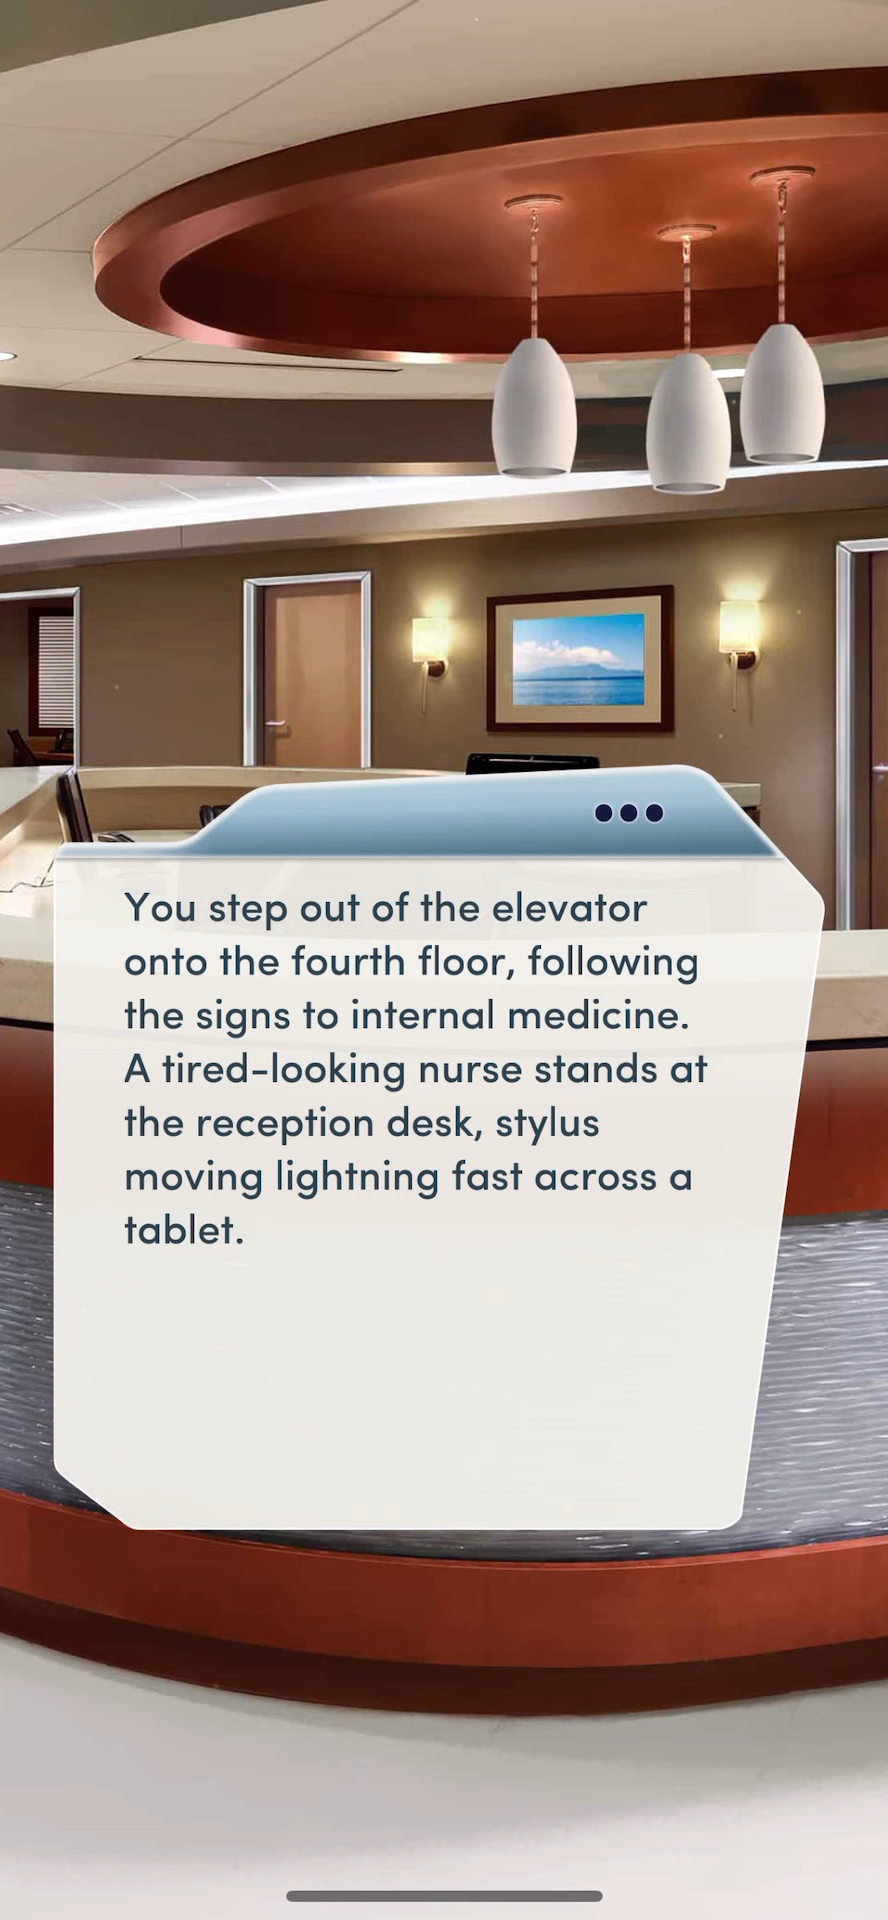 You step out of the elevator
onto the fourth floor, following
the signs to internal medicine.
A tired-looking nurse stands at
the reception desk, stylus
moving lightning fast across a
tablet.